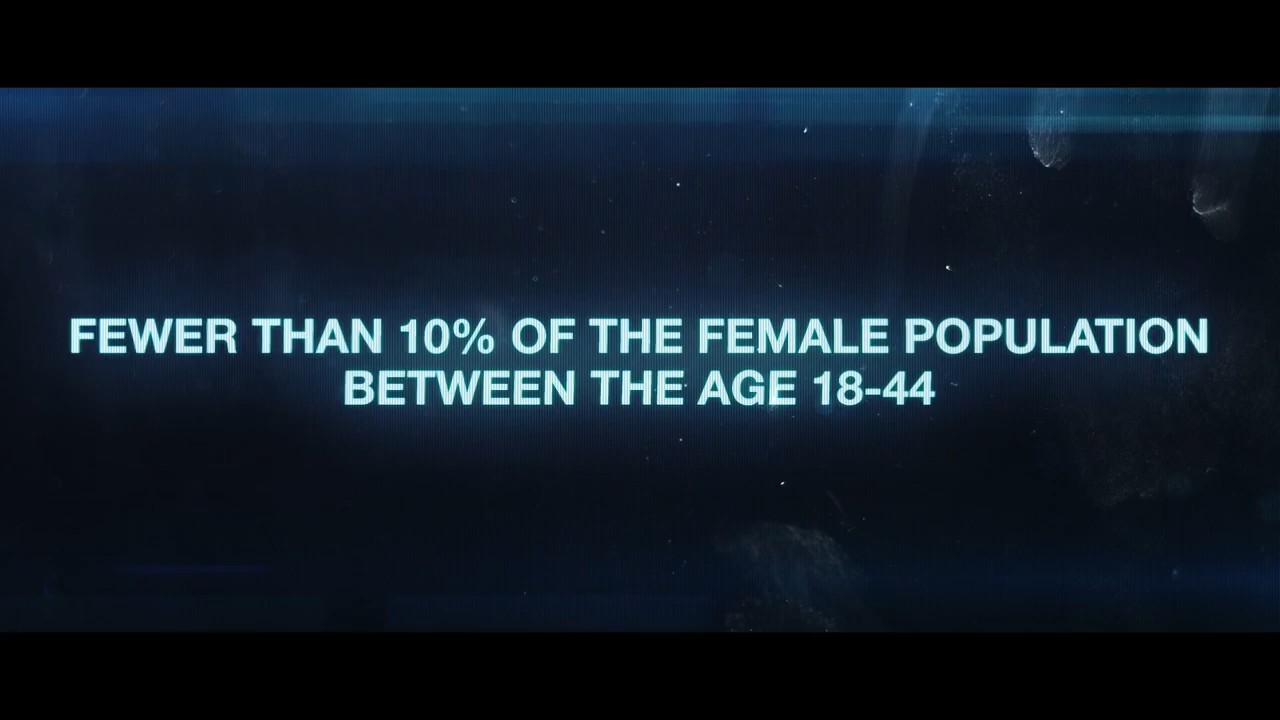 FEWER THAN 10% OF THE FEMALE POPULATION
BETWEEN THE AGE 18-44